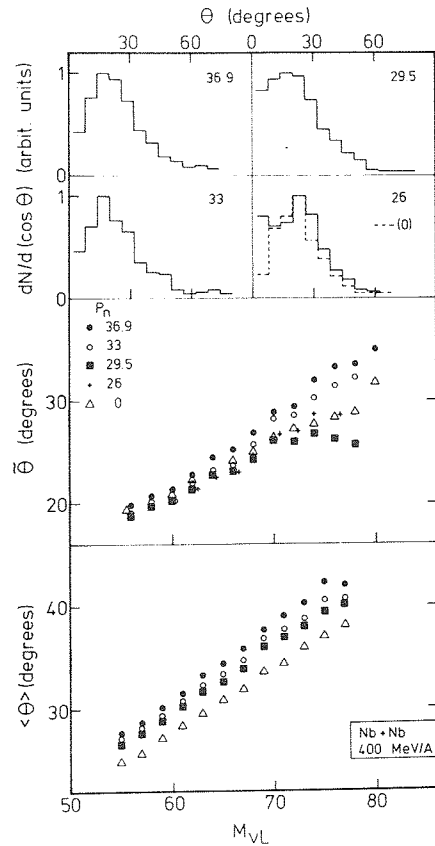 Θ (degrees)
30 60 0 30 60
dN/d(cos Θ) (arbit. units)
1 36.9 29.5
0
1 33 26
---(0)
0
Pn
36.9
33
29.5
26
0
Θ̃ (degrees)
30
20
<Θ> (degrees)
40
30
Nb + Nb
400 MeV/A
50 60 70 80
MνL